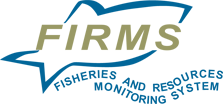 FIRMS
FISHERIES AND RESOURCES
MONITORING SYSTEM